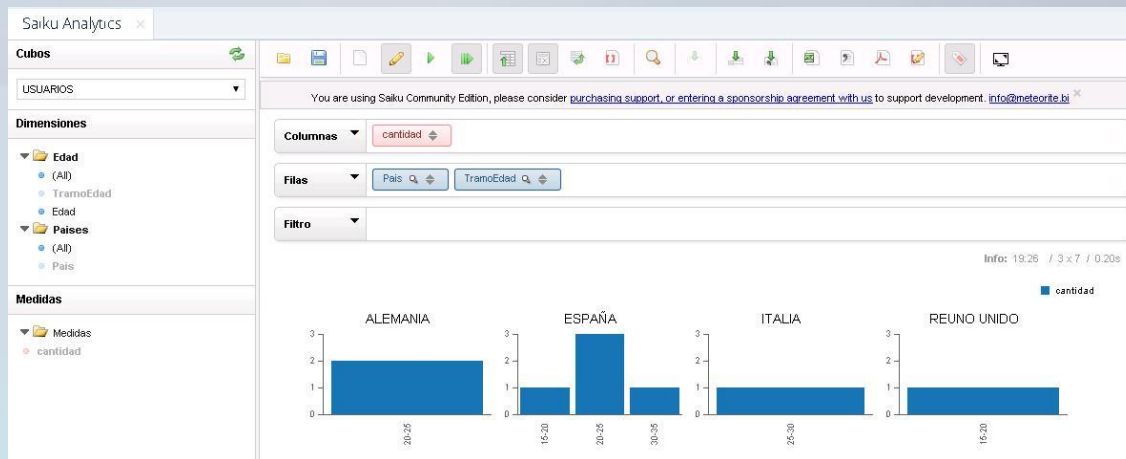 Saiku Analytics ×
Cubos
USUARIOS
Dimensiones
Edad
(All)
TramoEdad
Edad
Paises
(All)
Pais
Medidas
Medidas
cantidad
You are using Saiku Community Edition, please consider purchasing support, or entering a sponsorship agreement with us to support development. info@meteorite.bi ×
Columnas cantidad
Filas Pais TramoEdad
Filtro
Info: 19:26 / 3 x 7 / 0.20s
cantidad
ALEMANIA ESPAÑA ITALIA REUNO UNIDO
3 3 3 3
2 2 2 2
1 1 1 1
0 0 0 0
20-25 15-20 20-25 30-35 25-30 15-20